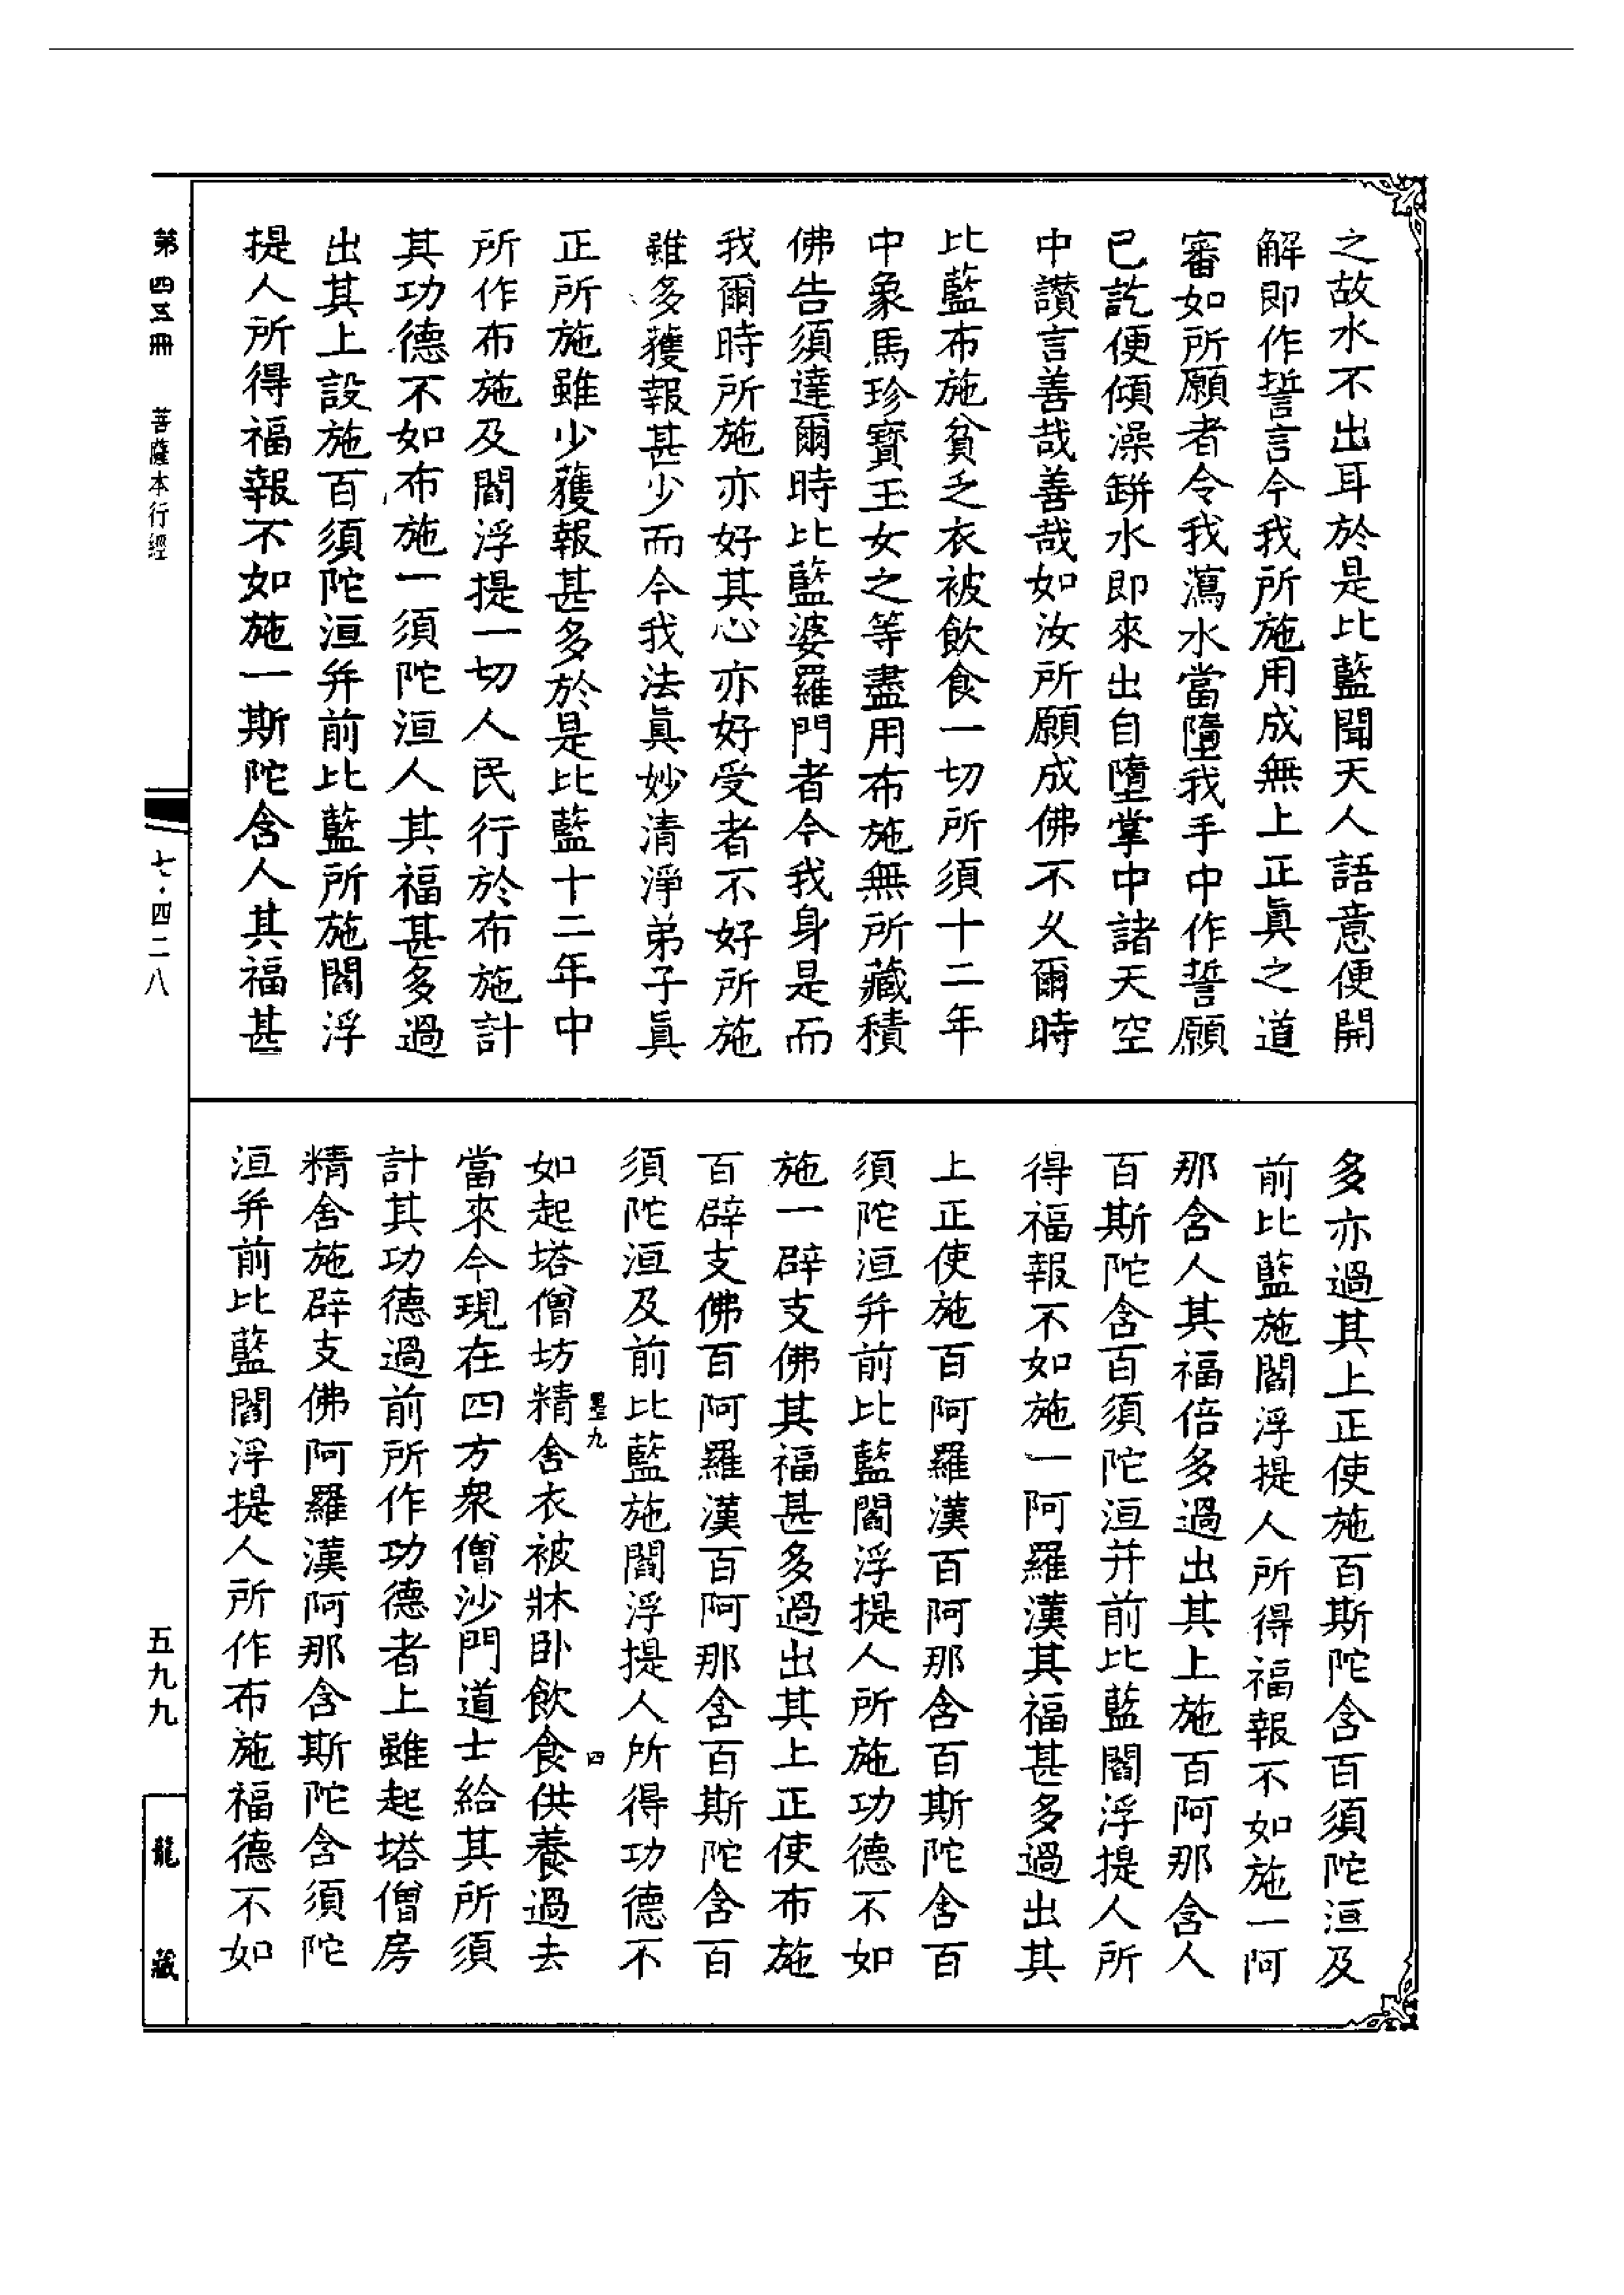 之故水不出耳於是比藍聞天人語意便開
解即作誓言今我所施用成無上正眞之道
審如所願者令我瀉水當墮我手中作誓願
已訖便傾澡缾水即來出自墮掌中諸天空
中讚言善哉善哉如汝所願成佛不久爾時
比藍布施貧乏衣被飲食一切所須十二年
中象馬珍寶玉女之等盡用布施無所藏積
佛告須達爾時比藍婆羅門者今我身是而
我爾時所施亦好其心亦好受者不好所施
雖多獲報甚少而今我法眞妙清淨弟子眞
正所施雖少獲報甚多於是比藍十二年中
所作布施及閻浮提一切人民行於布施計
其功德不如布施一須陀洹人其福甚多過
出其上設施百須陀洹并前比藍所施閻浮
提人所得福報不如施一斯陀含人其福甚
多亦過其上正使施百斯陀含百須陀洹及
前比藍施閻浮提人所得福報不如施一阿
那含人其福倍多過出其上施百阿那含人
百斯陀含百須陀洹并前比藍閻浮提人所
得福報不如施一阿羅漢其福甚多過出其
上正使施百阿羅漢百阿那含百斯陀含百
須陀洹并前比藍閻浮提人所施功德不如
施一辟支佛其福甚多過出其上正使布施
百辟支佛百阿羅漢百阿那含百斯陀含百
須陀洹及前比藍施閻浮提人所得功德不
九 四
如起塔僧坊精舍衣被牀卧飲食供養過去
當來今現在四方衆僧沙門道士給其所須
計其功德過前所作功德者上雖起塔僧房
精舍施辟支佛阿羅漢阿那含斯陀含須陀
洹并前比藍閻浮提人所作布施福德不如
第四五冊 菩薩本行經 七·四二八 五九九 龍藏